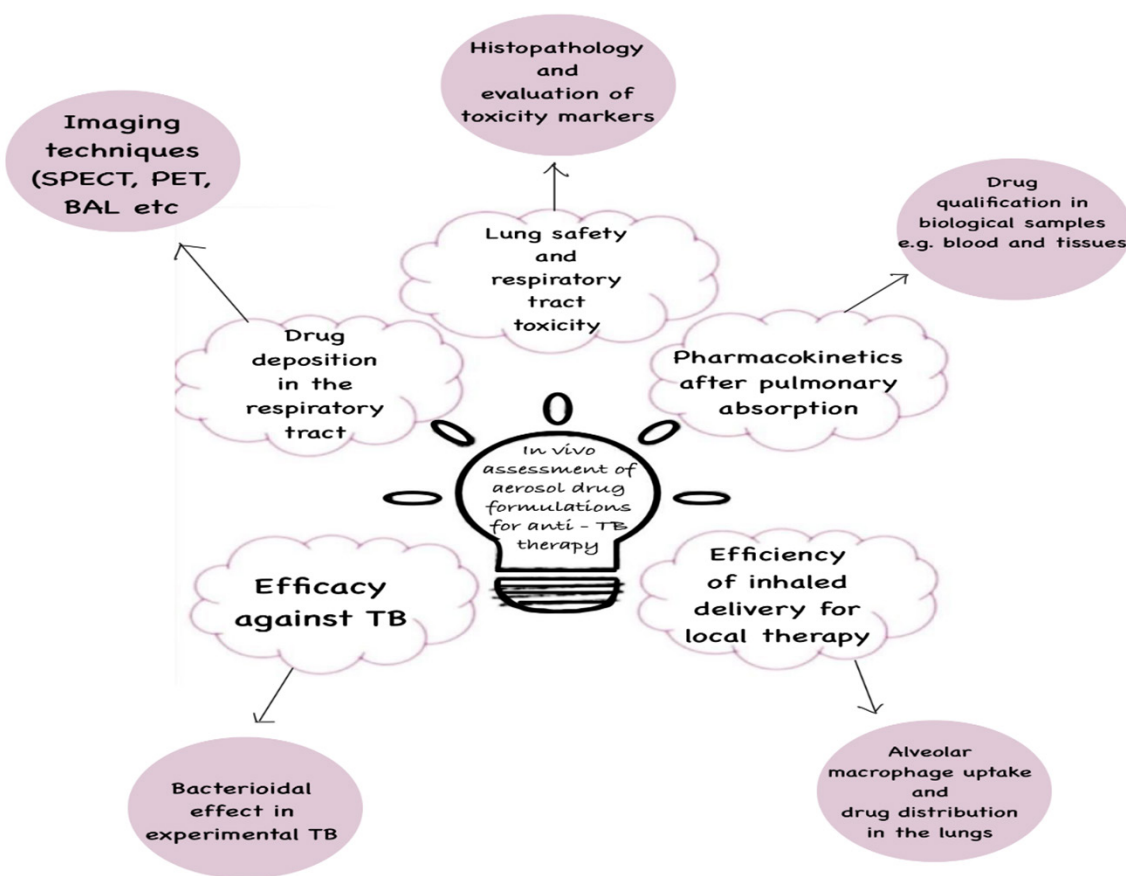 Histopathology
and
evaluation of
toxicity markers
Imaging
techniques
(SPECT, PET,
BAL etc
Drug
qualification in
biological samples
e.g. blood and tissues
Lung safety
and
respiratory
tract
toxicity
Drug
deposition
in the
respiratory
tract
Pharmacokinetics
after pulmonary
absorption
In vivo
assessment of
aerosol drug
formulations
for anti - TB
therapy
Efficacy
against TB
Efficiency
of inhaled
delivery for
local therapy
Bacterioidal
effect in
experimental TB
Alveolar
macrophage uptake
and
drug distribution
in the lungs